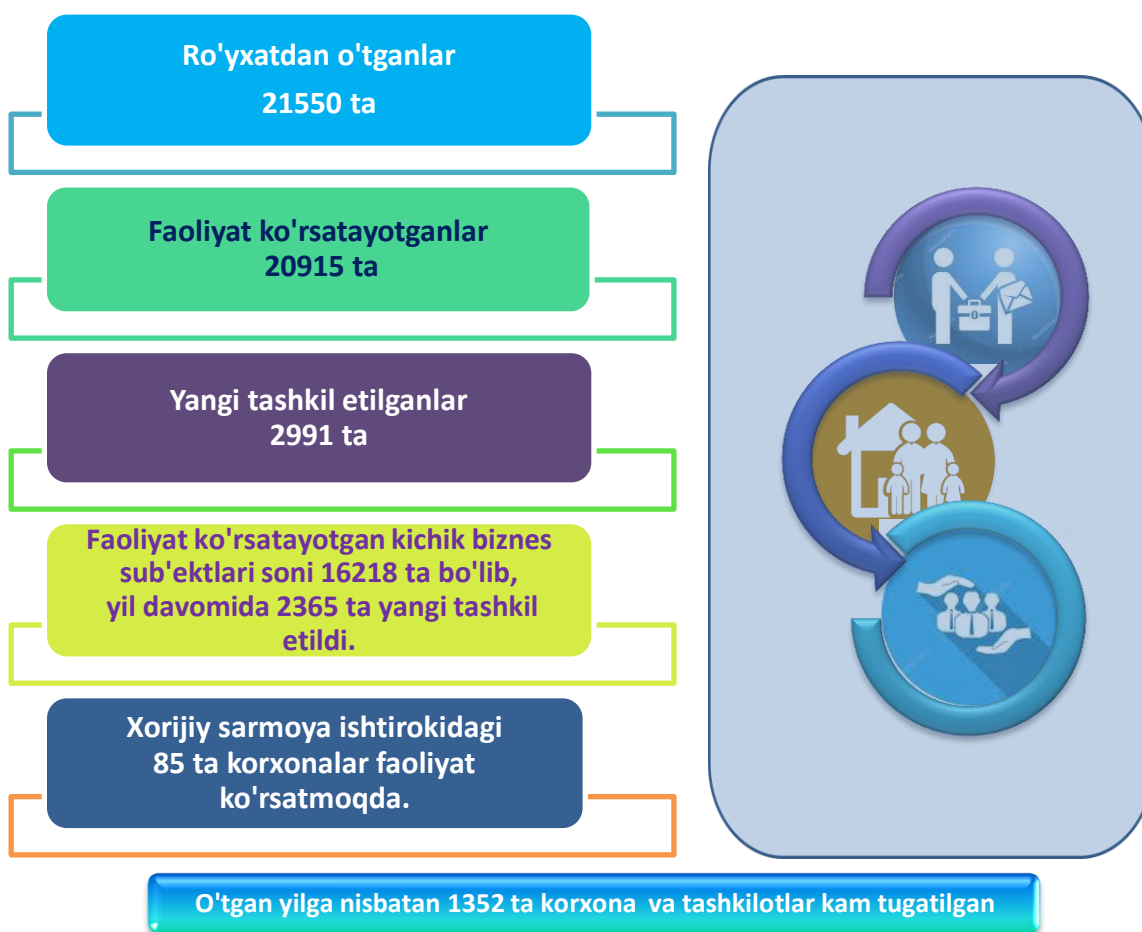 Ro'yxatdan o'tganlar
21550 ta
Faoliyat ko'rsatayotganlar
20915 ta
Yangi tashkil etilganlar
2991 ta
Faoliyat ko'rsatayotgan kichik biznes
sub'ektlari soni 16218 ta bo'lib,
yil davomida 2365 ta yangi tashkil
etildi.
Xorijiy sarmoya ishtirokidagi
85 ta korxonalar faoliyat
ko'rsatmoqda.
O'tgan yilga nisbatan 1352 ta korxona va tashkilotlar kam tugatilgan